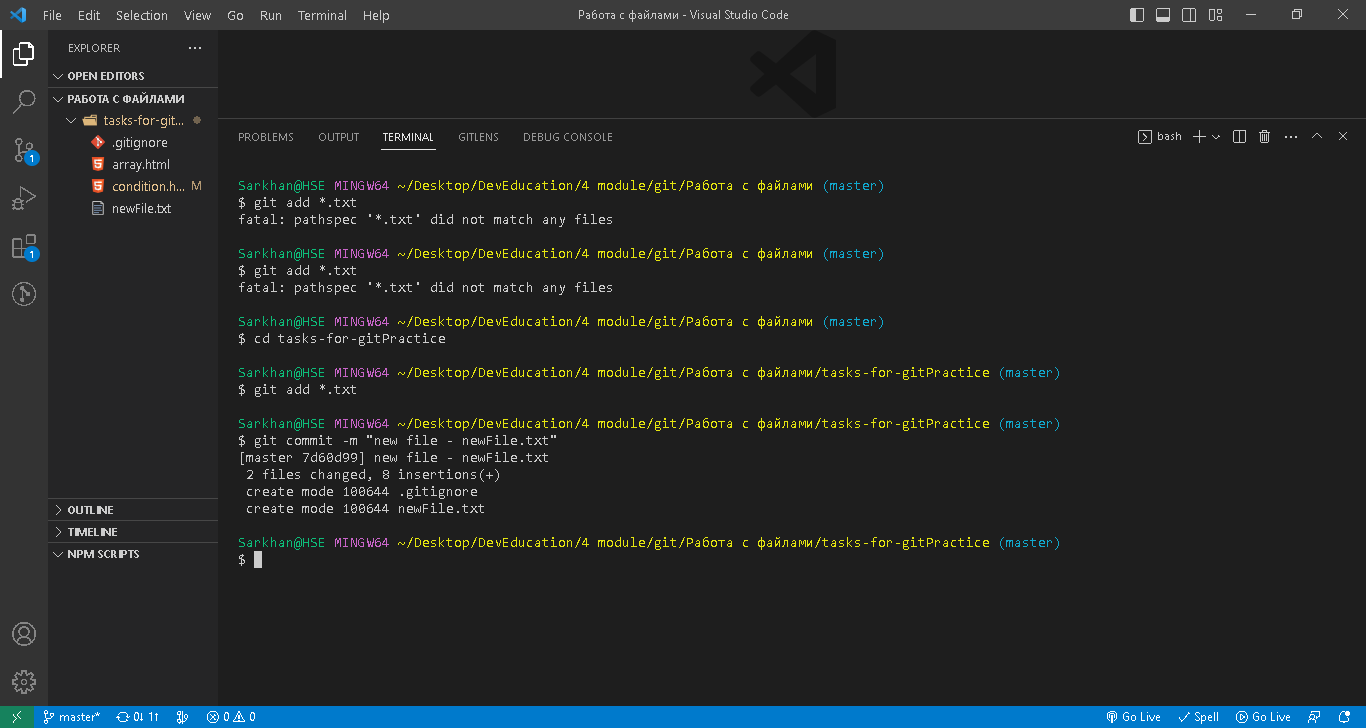 File Edit Selection View Go Run Terminal Help
Работа с файлами - Visual Studio Code
EXPLORER
OPEN EDITORS
РАБОТА С ФАЙЛАМИ
tasks-for-git...
.gitignore
array.html
condition.h... M
newFile.txt
1
1
OUTLINE
TIMELINE
NPM SCRIPTS
PROBLEMS OUTPUT TERMINAL GITLENS DEBUG CONSOLE
bash
Sarkhan@HSE MINGW64 ~/Desktop/DevEducation/4 module/git/Работа с файлами (master)
$ git add *.txt
fatal: pathspec '*.txt' did not match any files
Sarkhan@HSE MINGW64 ~/Desktop/DevEducation/4 module/git/Работа с файлами (master)
$ git add *.txt
fatal: pathspec '*.txt' did not match any files
Sarkhan@HSE MINGW64 ~/Desktop/DevEducation/4 module/git/Работа с файлами (master)
$ cd tasks-for-gitPractice
Sarkhan@HSE MINGW64 ~/Desktop/DevEducation/4 module/git/Работа с файлами/tasks-for-gitPractice (master)
$ git add *.txt
Sarkhan@HSE MINGW64 ~/Desktop/DevEducation/4 module/git/Работа с файлами/tasks-for-gitPractice (master)
$ git commit -m "new file - newFile.txt"
[master 7d60d99] new file - newFile.txt
2 files changed, 8 insertions(+)
create mode 100644 .gitignore
create mode 100644 newFile.txt
Sarkhan@HSE MINGW64 ~/Desktop/DevEducation/4 module/git/Работа с файлами/tasks-for-gitPractice (master)
$
master* 0↓ 1↑ 0 0
Go Live Spell Go Live